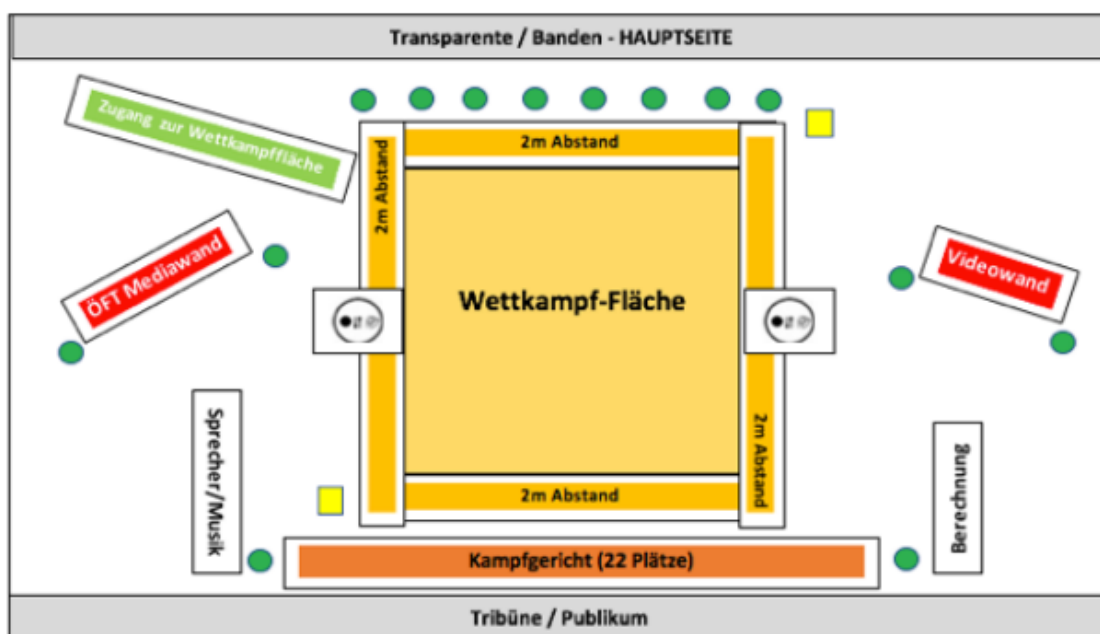 Transparente / Banden - HAUPTSEITE
Zugang zur Wettkampffläche
2m Abstand
2m Abstand
ÖFT Mediawand
Videowand
Wettkampf-Fläche
Sprecher/Musik
2m Abstand
Berechnung
2m Abstand
Kampfgericht (22 Plätze)
Tribüne / Publikum